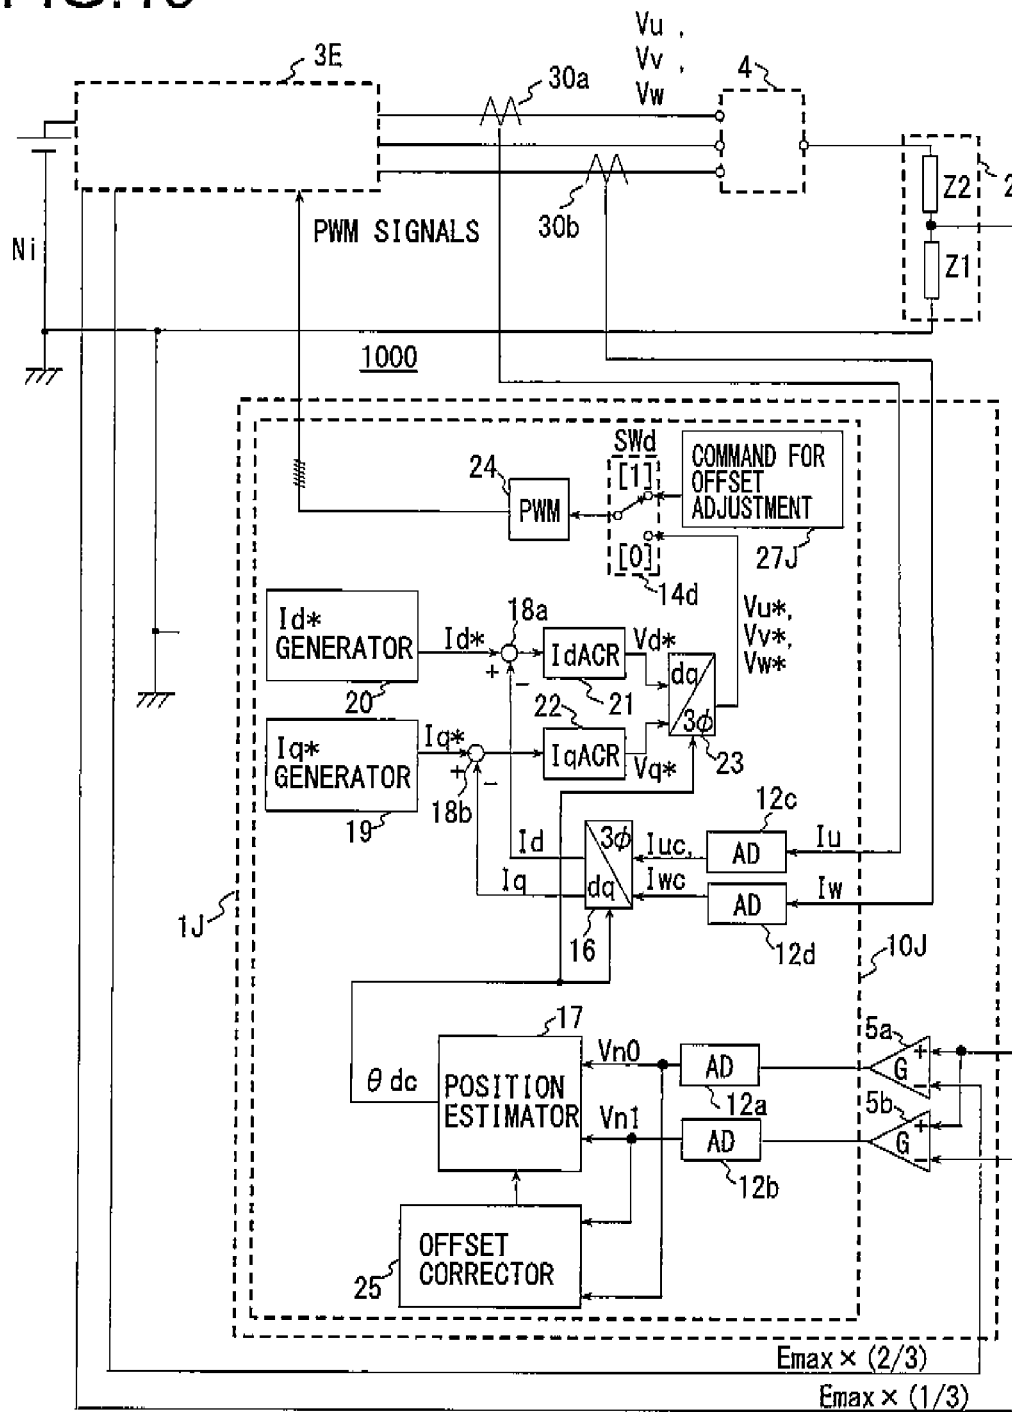 3E
Vu ,
Vv ,
Vw
30a
4
Z2
2
Z1
30b
PWM SIGNALS
Ni
1000
SWd
[1]
COMMAND FOR
OFFSET
ADJUSTMENT
24
PWM
[0]
27J
14d
Vu*,
Vv*,
Vw*
Id*
GENERATOR
Id*
18a
+
-
IdACR
Vd*
dq
3φ
20
21
22
Iq*
GENERATOR
Iq*
+
-
IqACR
Vq*
23
18b
19
12c
Id
3φ
Iuc,
AD
Iu
Iq
dq
Iwc
AD
Iw
1J
16
12d
10J
17
5a
Vn0
AD
+
G
-
θdc
POSITION
ESTIMATOR
12a
5b
Vn1
AD
+
G
-
12b
OFFSET
CORRECTOR
25
Emax × (2/3)
Emax × (1/3)